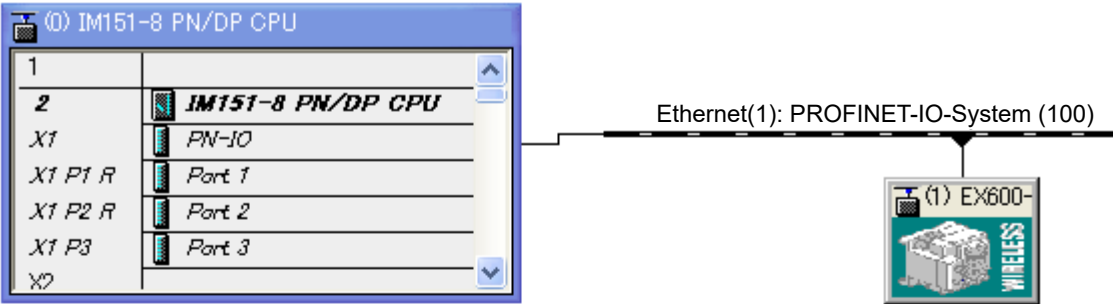 (0) IM151-8 PN/DP CPU
1
2 IM151-8 PN/DP CPU
X1 PN-IO
X1 P1 R Port 1
X1 P2 R Port 2
X1 P3 Port 3
X2
Ethernet(1): PROFINET-IO-System (100)
(1) EX600-
WIRELESS